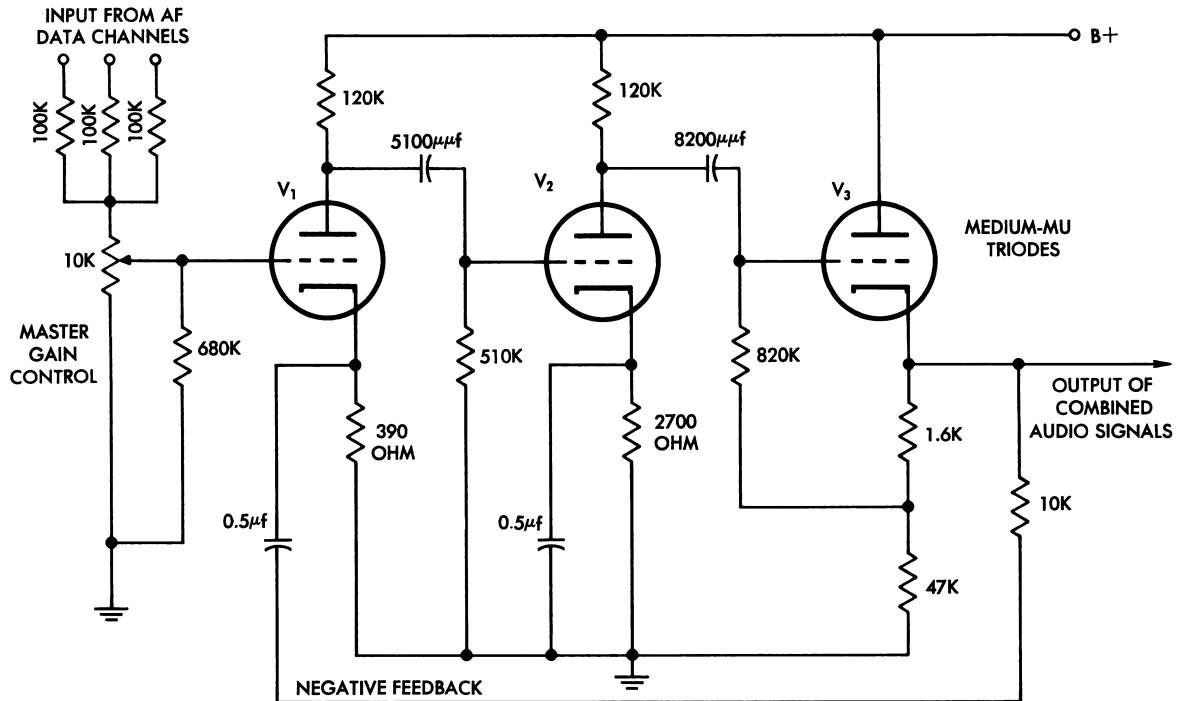 INPUT FROM AF
DATA CHANNELS
100K
100K
100K
10K
MASTER
GAIN
CONTROL
680K
120K
5100μμf
V1
390
OHM
0.5μf
510K
120K
8200μμf
V2
2700
OHM
0.5μf
V3
820K
B+
MEDIUM-MU
TRIODES
OUTPUT OF
COMBINED
AUDIO SIGNALS
1.6K
10K
47K
NEGATIVE FEEDBACK